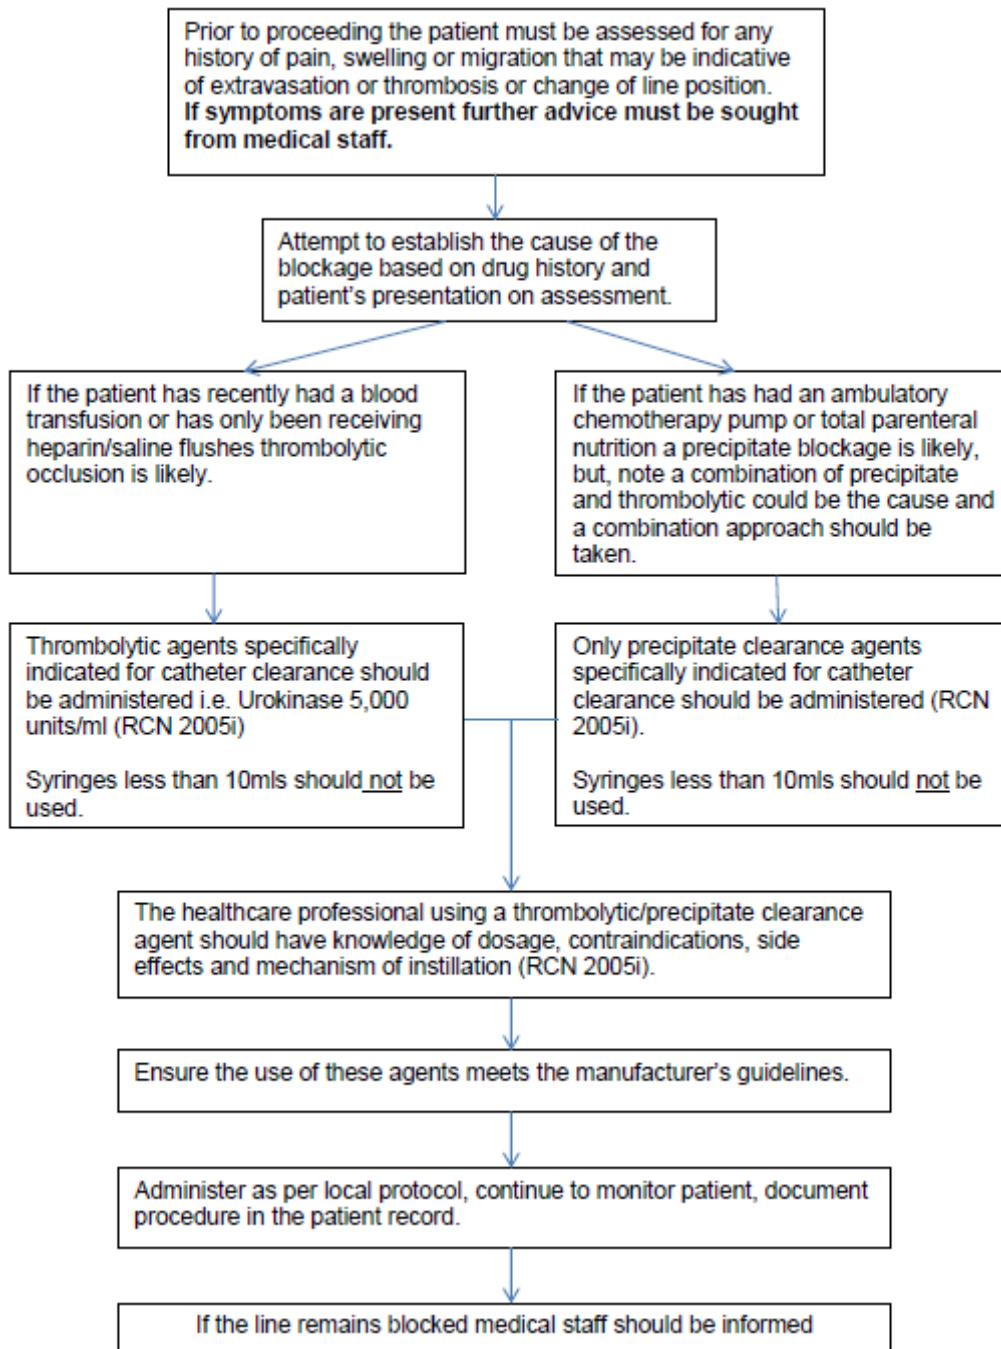 Prior to proceeding the patient must be assessed for any
history of pain, swelling or migration that may be indicative
of extravasation or thrombosis or change of line position.
If symptoms are present further advice must be sought
from medical staff.
Attempt to establish the cause of the
blockage based on drug history and
patient's presentation on assessment.
If the patient has recently had a blood
transfusion or has only been receiving
heparin/saline flushes thrombolytic
occlusion is likely.
If the patient has had an ambulatory
chemotherapy pump or total parenteral
nutrition a precipitate blockage is likely,
but, note a combination of precipitate
and thrombolytic could be the cause and
a combination approach should be
taken.
Thrombolytic agents specifically
indicated for catheter clearance should
be administered i.e. Urokinase 5,000
units/ml (RCN 2005i)
Syringes less than 10mls should not be
used.
Only precipitate clearance agents
specifically indicated for catheter
clearance should be administered (RCN
2005i).
Syringes less than 10mls should not be
used.
The healthcare professional using a thrombolytic/precipitate clearance
agent should have knowledge of dosage, contraindications, side
effects and mechanism of instillation (RCN 2005i).
Ensure the use of these agents meets the manufacturer's guidelines.
Administer as per local protocol, continue to monitor patient, document
procedure in the patient record.
If the line remains blocked medical staff should be informed